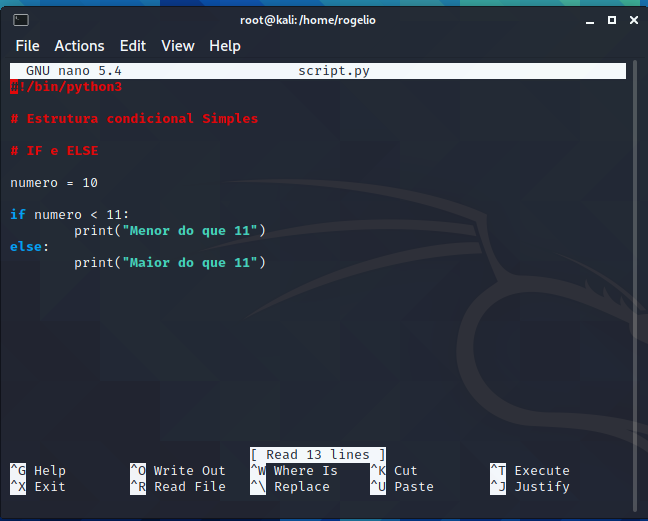 root@kali: /home/rogelio
File Actions Edit View Help
GNU nano 5.4 script.py
#!/bin/python3
# Estrutura condicional Simples
# IF e ELSE
numero = 10
if numero < 11:
        print("Menor do que 11")
else:
        print("Maior do que 11")
[ Read 13 lines ]
^G Help ^O Write Out ^W Where Is ^K Cut ^T Execute
^X Exit ^R Read File ^\ Replace ^U Paste ^J Justify